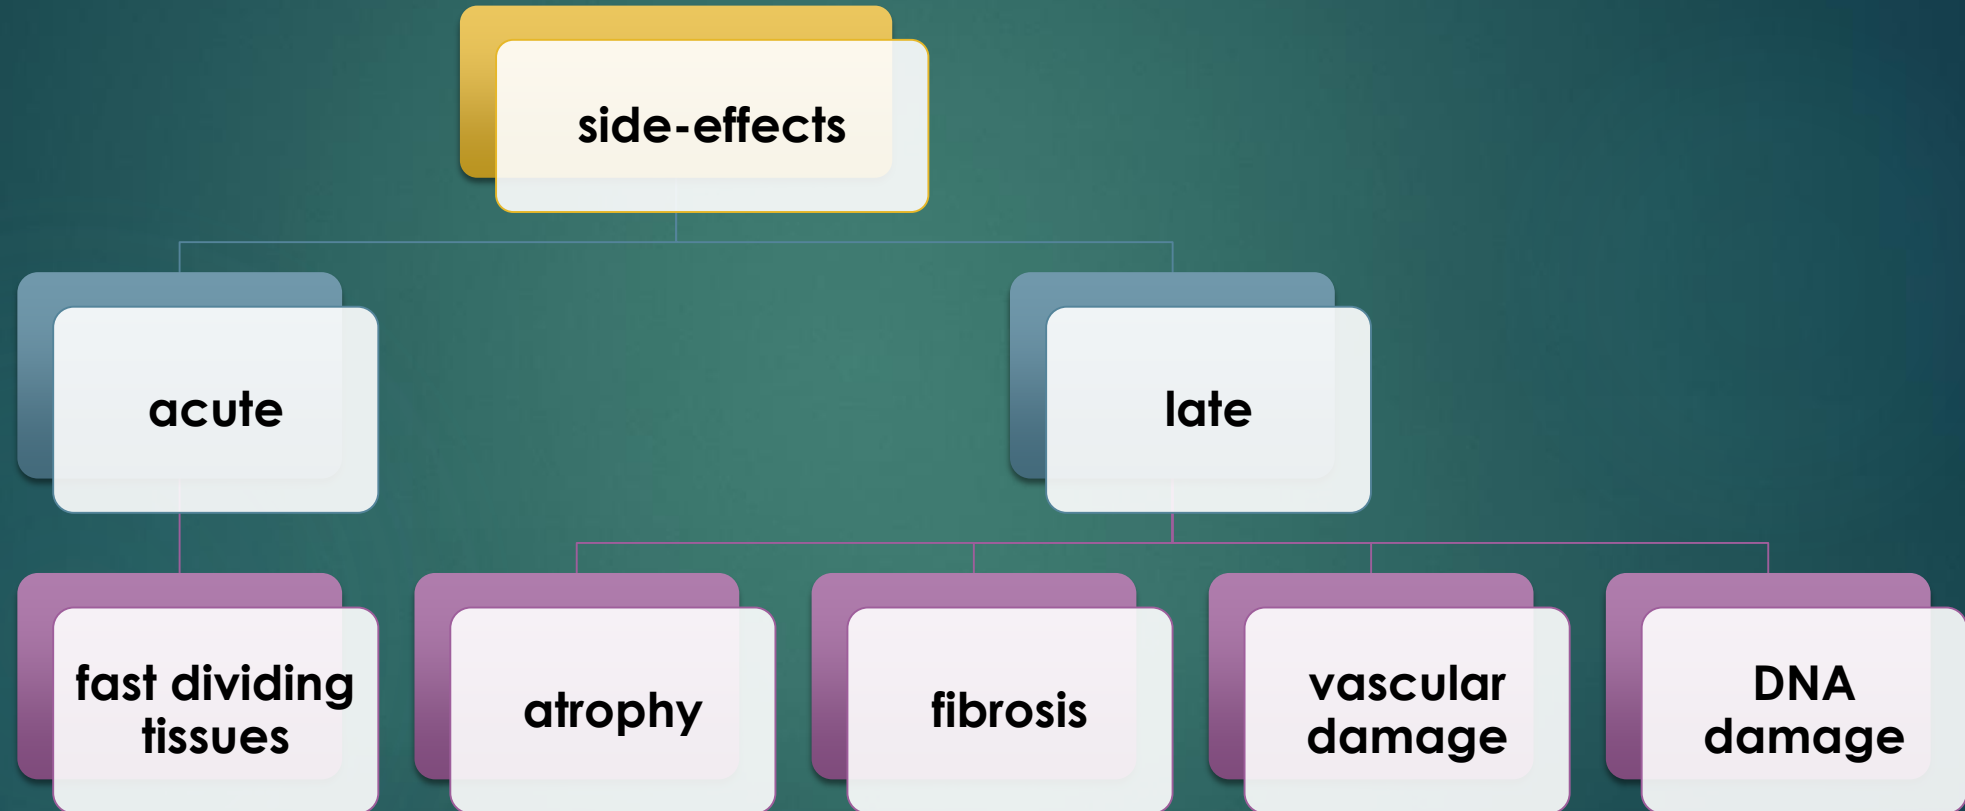 side-effects
acute
late
fast dividing
tissues
atrophy
fibrosis
vascular
damage
DNA
damage